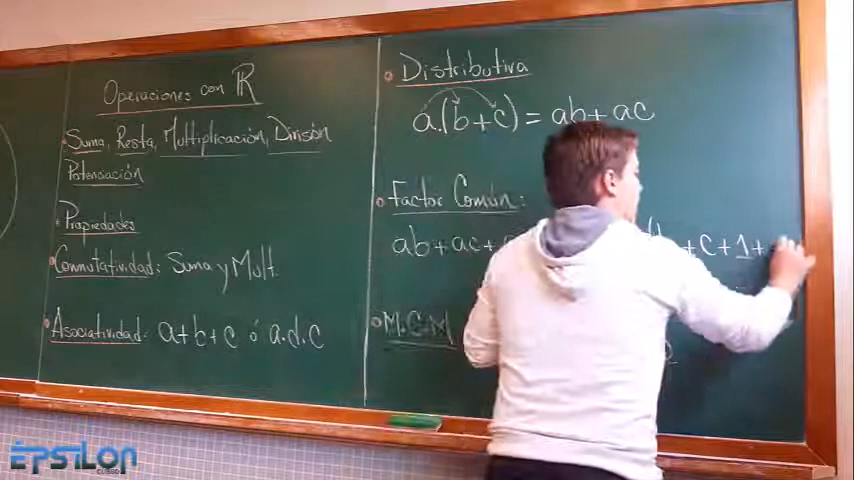 Operaciones con ℝ
Suma, Resta, Multiplicación, División
Potenciación
Propiedades
Conmutatividad: Suma y Mult
Asociatividad: a+b+c ó a.d.c
Distributiva
a.(b+c) = ab + ac
Factor Común:
ab + ac +
+ c + 1 +
M.C.M
EPSILON